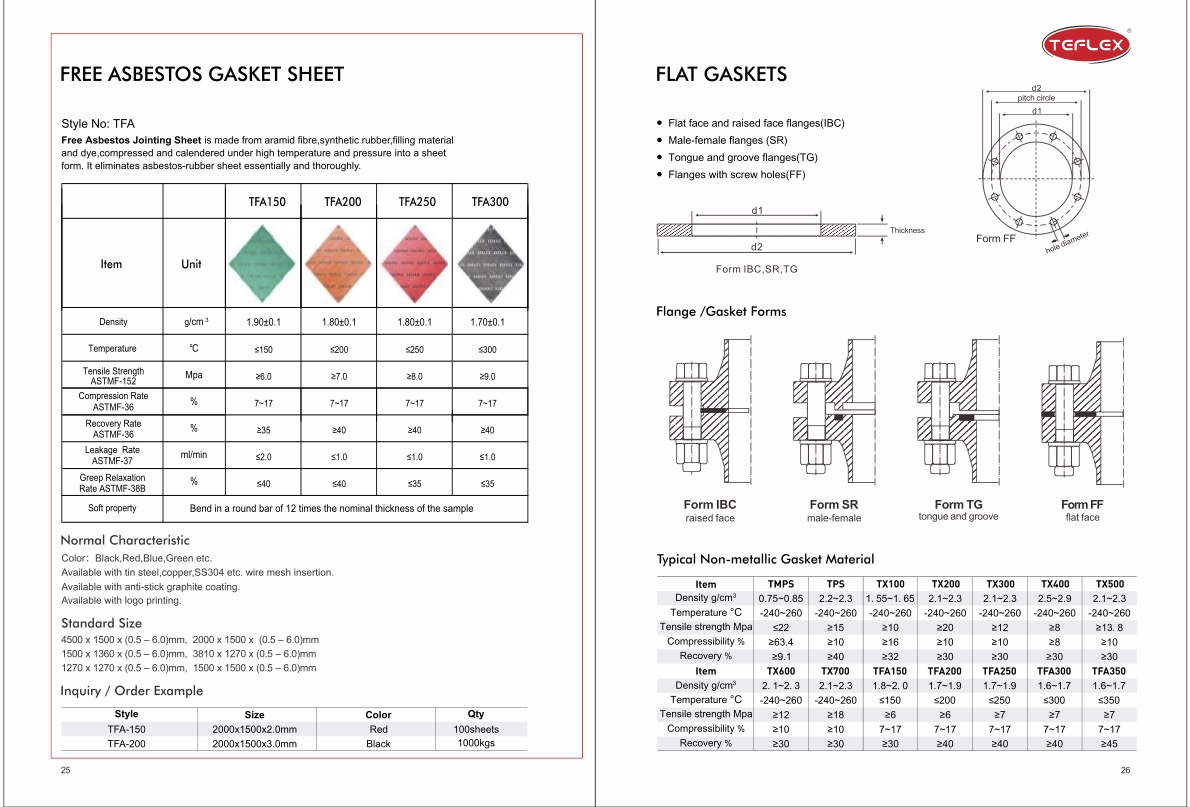 FREE ASBESTOS GASKET SHEET
Style No: TFA
Free Asbestos Jointing Sheet is made from aramid fibre,synthetic rubber,filling material
and dye,compressed and calendered under high temperature and pressure into a sheet
form. It eliminates asbestos-rubber sheet essentially and thoroughly.
TFA150 TFA200 TFA250 TFA300
Item Unit
Density g/cm 3 1.90±0.1 1.80±0.1 1.80±0.1 1.70±0.1
Temperature ℃ ≤150 ≤200 ≤250 ≤300
Tensile Strength
ASTMF-152 Mpa ≥6.0 ≥7.0 ≥8.0 ≥9.0
Compression Rate
ASTMF-36 % 7~17 7~17 7~17 7~17
Recovery Rate
ASTMF-36 % ≥35 ≥40 ≥40 ≥40
Leakage Rate
ASTMF-37 ml/min ≤2.0 ≤1.0 ≤1.0 ≤1.0
Greep Relaxation
Rate ASTMF-38B % ≤40 ≤40 ≤35 ≤35
Soft property Bend in a round bar of 12 times the nominal thickness of the sample
Normal Characteristic
Color: Black,Red,Blue,Green etc.
Available with tin steel,copper,SS304 etc. wire mesh insertion.
Available with anti-stick graphite coating.
Available with logo printing.
Standard Size
4500 x 1500 x (0.5 – 6.0)mm, 2000 x 1500 x (0.5 – 6.0)mm
1500 x 1360 x (0.5 – 6.0)mm, 3810 x 1270 x (0.5 – 6.0)mm
1270 x 1270 x (0.5 – 6.0)mm, 1500 x 1500 x (0.5 – 6.0)mm
Inquiry / Order Example
Style Size Color Qty
TFA-150 2000x1500x2.0mm Red 100sheets
TFA-200 2000x1500x3.0mm Black 1000kgs
25
TEFLEX ®
FLAT GASKETS
• Flat face and raised face flanges(IBC)
• Male-female flanges (SR)
• Tongue and groove flanges(TG)
• Flanges with screw holes(FF)
d2
pitch circle
d1
Form FF
hole diameter
d1
Thickness
d2
Form IBC,SR,TG
Flange /Gasket Forms
Form IBC Form SR Form TG Form FF
raised face male-female tongue and groove flat face
Typical Non-metallic Gasket Material
Item TMPS TPS TX100 TX200 TX300 TX400 TX500
Density g/cm³ 0.75~0.85 2.2~2.3 1. 55~1. 65 2.1~2.3 2.1~2.3 2.5~2.9 2.1~2.3
Temperature °C -240~260 -240~260 -240~260 -240~260 -240~260 -240~260 -240~260
Tensile strength Mpa ≤22 ≥15 ≥10 ≥20 ≥12 ≥8 ≥13. 8
Compressibility % ≥63.4 ≥10 ≥16 ≥10 ≥10 ≥8 ≥10
Recovery % ≥9.1 ≥40 ≥32 ≥30 ≥30 ≥30 ≥30
Item TX600 TX700 TFA150 TFA200 TFA250 TFA300 TFA350
Density g/cm³ 2. 1~2. 3 2.1~2.3 1.8~2. 0 1.7~1.9 1.7~1.9 1.6~1.7 1.6~1.7
Temperature °C -240~260 -240~260 ≤150 ≤200 ≤250 ≤300 ≤350
Tensile strength Mpa ≥12 ≥18 ≥6 ≥6 ≥7 ≥7 ≥7
Compressibility % ≥10 ≥10 7~17 7~17 7~17 7~17 7~17
Recovery % ≥30 ≥30 ≥30 ≥40 ≥40 ≥40 ≥45
26